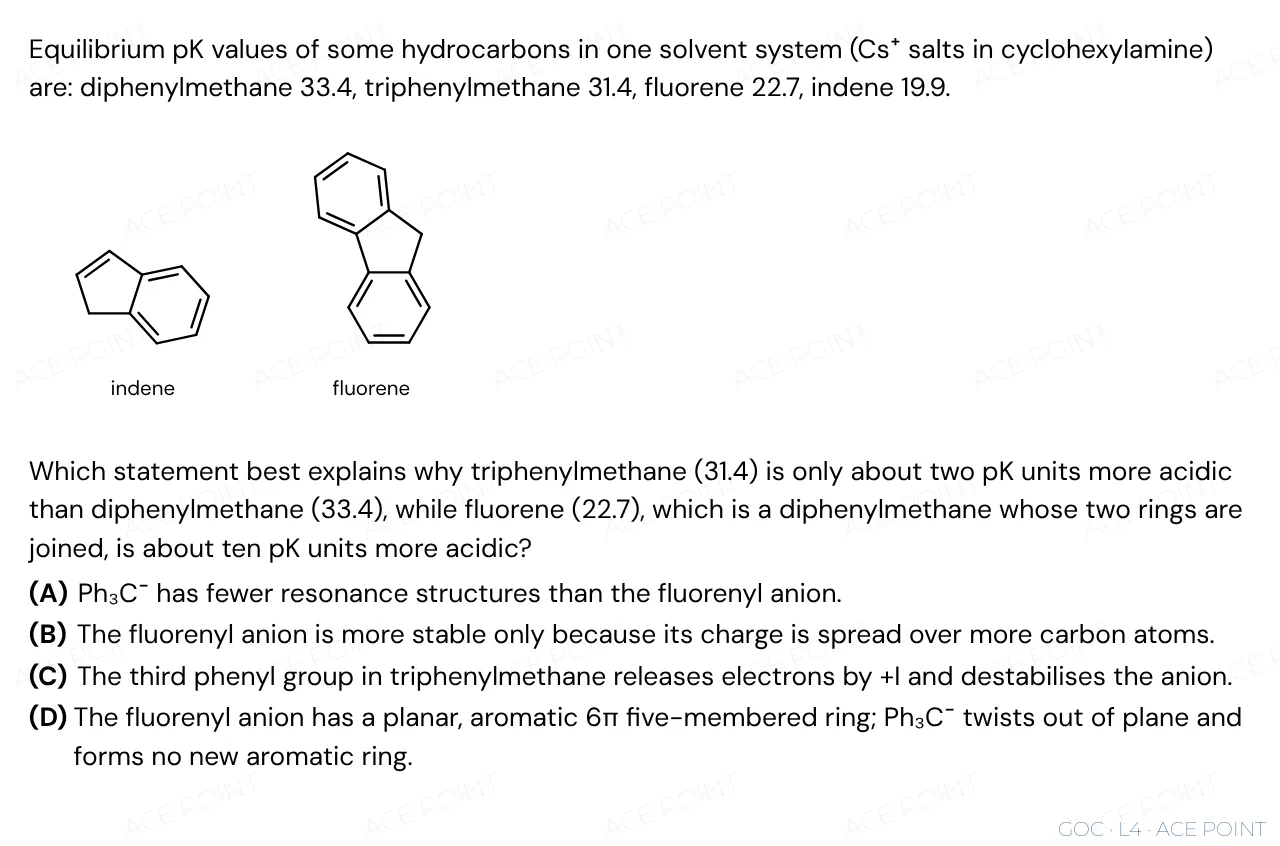 Equilibrium pK values of some hydrocarbons in one solvent system (Cs⁺ salts in cyclohexylamine)
are: diphenylmethane 33.4, triphenylmethane 31.4, fluorene 22.7, indene 19.9.
indene
fluorene
Which statement best explains why triphenylmethane (31.4) is only about two pK units more acidic
than diphenylmethane (33.4), while fluorene (22.7), which is a diphenylmethane whose two rings are
joined, is about ten pK units more acidic?
(A) Ph₃C⁻ has fewer resonance structures than the fluorenyl anion.
(B) The fluorenyl anion is more stable only because its charge is spread over more carbon atoms.
(C) The third phenyl group in triphenylmethane releases electrons by +I and destabilises the anion.
(D) The fluorenyl anion has a planar, aromatic 6π five-membered ring; Ph₃C⁻ twists out of plane and
forms no new aromatic ring.
GOC · L4 · ACE POINT
ACE POINT